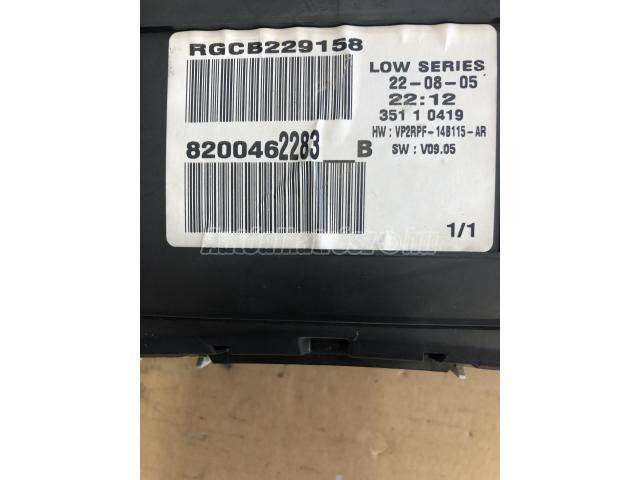 RGCB229158
LOW SERIES
22-08-05
22:12
351 1 0419
HW : VP2RPF-14B115-AR
SW : V09.05
8200462283__B
1/1